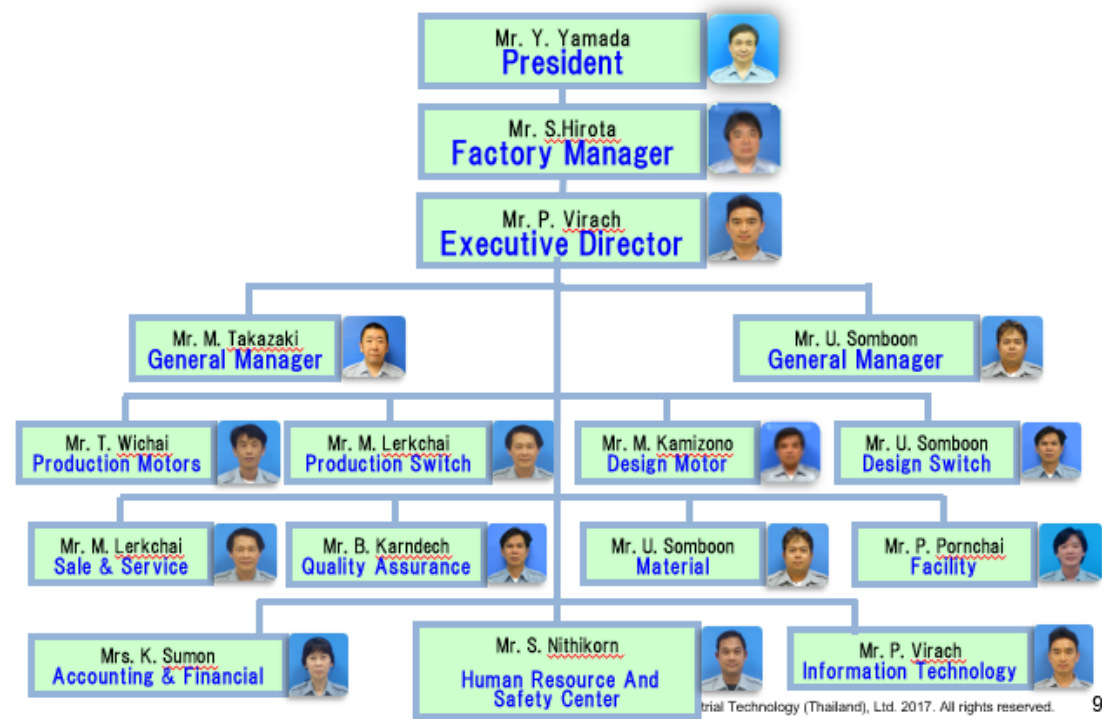 Mr. Y. Yamada
President
Mr. S.Hirota
Factory Manager
Mr. P. Virach
Executive Director
Mr. M. Takazaki
General Manager
Mr. U. Somboon
General Manager
Mr. T. Wichai
Production Motors
Mr. M. Lerkchai
Production Switch
Mr. M. Kamizono
Design Motor
Mr. U. Somboon
Design Switch
Mr. M. Lerkchai
Sale & Service
Mr. B. Karndech
Quality Assurance
Mr. U. Somboon
Material
Mr. P. Pornchai
Facility
Mrs. K. Sumon
Accounting & Financial
Mr. S. Nithikorn
Human Resource And
Safety Center
Mr. P. Virach
Information Technology
trial Technology (Thailand), Ltd. 2017. All rights reserved. 9